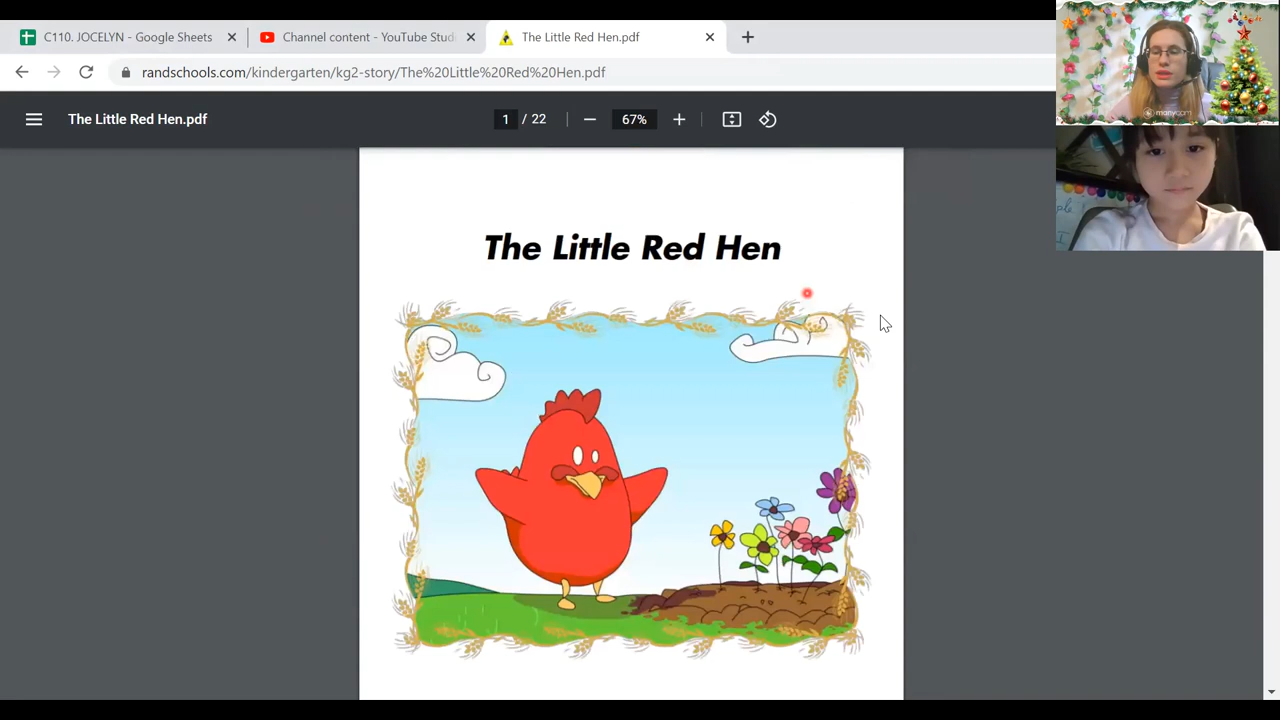 C110. JOCELYN - Google Sheets
Channel content - YouTube Stud
The Little Red Hen.pdf
randschools.com/kindergarten/kg2-story/The%20Little%20Red%20Hen.pdf
The Little Red Hen.pdf
1 / 22
67%
The Little Red Hen
manycam